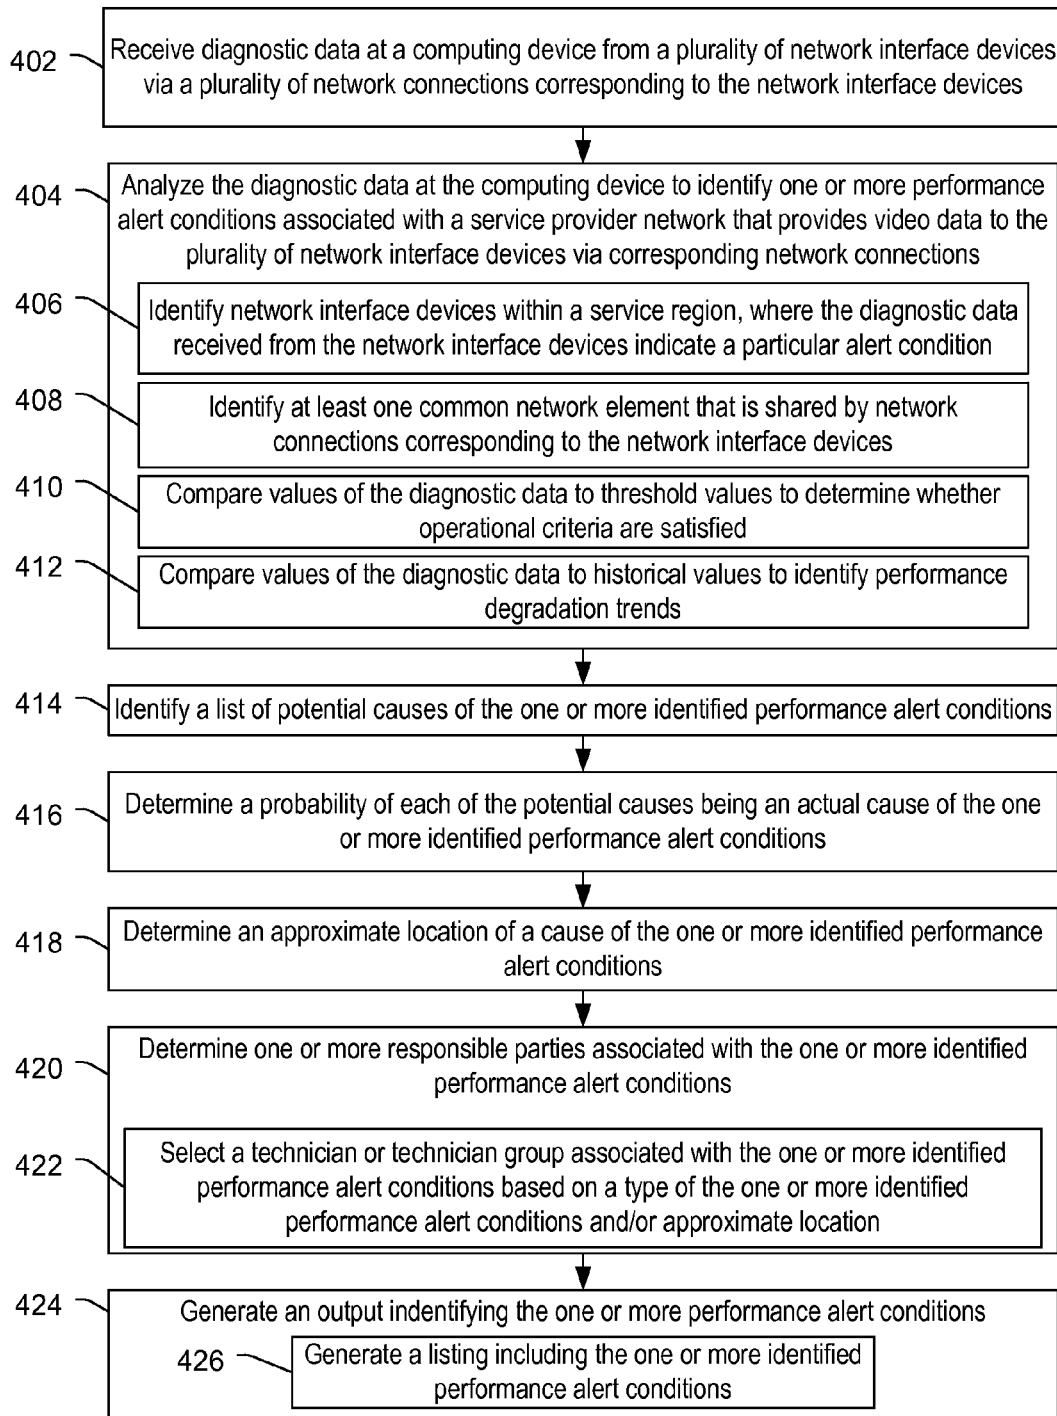 402
Receive diagnostic data at a computing device from a plurality of network interface devices
via a plurality of network connections corresponding to the network interface devices
404
Analyze the diagnostic data at the computing device to identify one or more performance
alert conditions associated with a service provider network that provides video data to the
plurality of network interface devices via corresponding network connections
406
Identify network interface devices within a service region, where the diagnostic data
received from the network interface devices indicate a particular alert condition
408
Identify at least one common network element that is shared by network
connections corresponding to the network interface devices
410
Compare values of the diagnostic data to threshold values to determine whether
operational criteria are satisfied
412
Compare values of the diagnostic data to historical values to identify performance
degradation trends
414
Identify a list of potential causes of the one or more identified performance alert conditions
416
Determine a probability of each of the potential causes being an actual cause of the one
or more identified performance alert conditions
418
Determine an approximate location of a cause of the one or more identified performance
alert conditions
420
Determine one or more responsible parties associated with the one or more identified
performance alert conditions
422
Select a technician or technician group associated with the one or more identified
performance alert conditions based on a type of the one or more identified
performance alert conditions and/or approximate location
424
Generate an output indentifying the one or more performance alert conditions
426
Generate a listing including the one or more identified
performance alert conditions